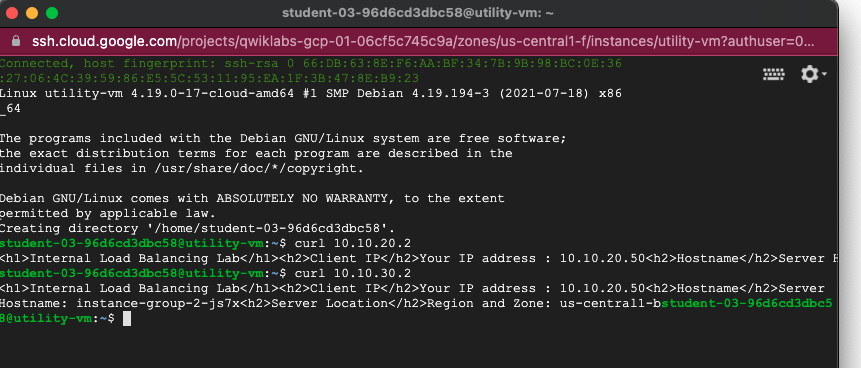 student-03-96d6cd3dbc58@utility-vm: ~
ssh.cloud.google.com/projects/qwiklabs-gcp-01-06cf5c745c9a/zones/us-central1-f/instances/utility-vm?authuser=0...
Connected, host fingerprint: ssh-rsa 0 66:DB:63:8E:F6:AA:BF:34:7B:9B:98:BC:0E:36
:27:06:4C:39:59:86:E5:5C:53:11:95:EA:1F:3B:47:8E:B9:23
Linux utility-vm 4.19.0-17-cloud-amd64 #1 SMP Debian 4.19.194-3 (2021-07-18) x86
_64
The programs included with the Debian GNU/Linux system are free software;
the exact distribution terms for each program are described in the
individual files in /usr/share/doc/*/copyright.
Debian GNU/Linux comes with ABSOLUTELY NO WARRANTY, to the extent
permitted by applicable law.
Creating directory '/home/student-03-96d6cd3dbc58'.
student-03-96d6cd3dbc58@utility-vm:~$ curl 10.10.20.2
<h1>Internal Load Balancing Lab</h1><h2>Client IP</h2>Your IP address : 10.10.20.50<h2>Hostname</h2>Server H
student-03-96d6cd3dbc58@utility-vm:~$ curl 10.10.30.2
<h1>Internal Load Balancing Lab</h1><h2>Client IP</h2>Your IP address : 10.10.20.50<h2>Hostname</h2>Server
Hostname: instance-group-2-js7x<h2>Server Location</h2>Region and Zone: us-central1-bstudent-03-96d6cd3dbc5
8@utility-vm:~$